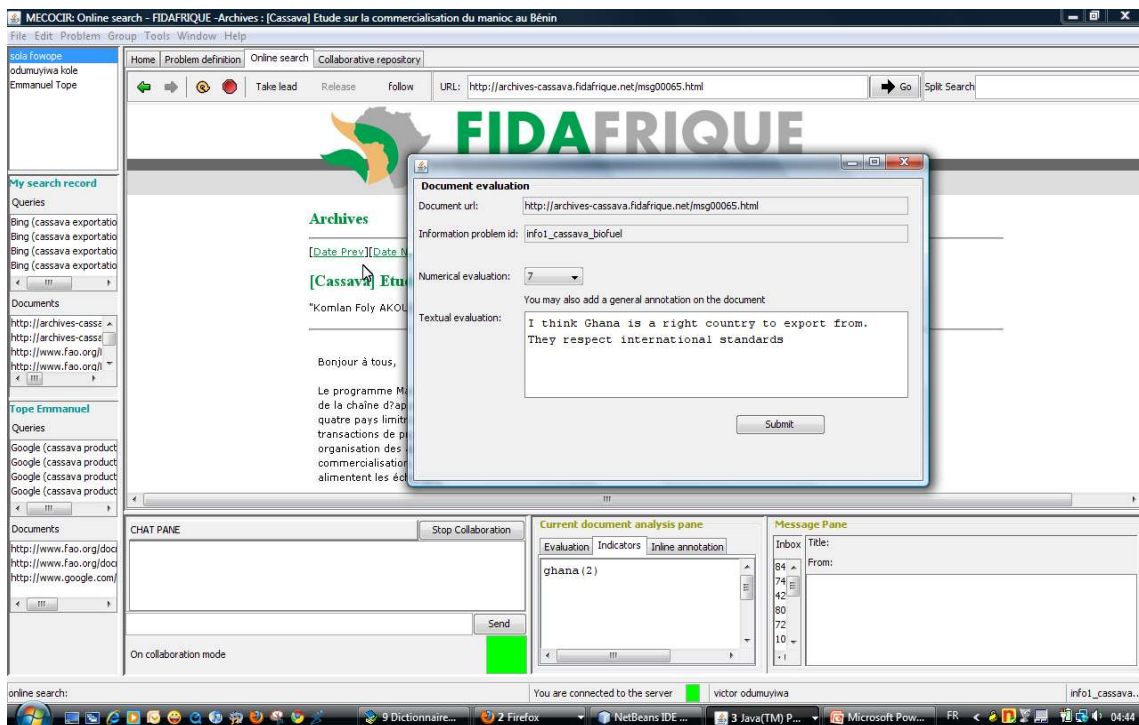 MECOCIR: Online search - FIDAFRIQUE -Archives : [Cassava] Etude sur la commercialisation du manioc au Bénin
File Edit Problem Group Tools Window Help
sola fowope
odumuyiwa kole
Emmanuel Tope
Home Problem definition Online search Collaborative repository
Take lead Release follow URL: http://archives-cassava.fidafrique.net/msg00065.html Go Split Search
FIDAFRIQUE
My search record
Queries
Bing (cassava exportatio
Bing (cassava exportatio
Bing (cassava exportatio
Bing (cassava exportatio
Documents
http://archives-cassa
http://archives-cassa
http://www.fao.org/l
http://www.fao.org/l
Tope Emmanuel
Queries
Google (cassava product
Google (cassava product
Google (cassava product
Google (cassava product
Documents
http://www.fao.org/doc
http://www.fao.org/doc
http://www.google.com/
Archives
[Date Prev][Date N
[Cassava] Etu
"Komlan Foly AKOU
Bonjour à tous,
Le programme Ma
de la chaîne d?ap
quatre pays limitr
transactions de p
organisation des
commercialisation
alimentent les éch
Document evaluation
Document url: http://archives-cassava.fidafrique.net/msg00065.html
Information problem id: info1_cassava_biofuel
Numerical evaluation: 7
You may also add a general annotation on the document
Textual evaluation:
I think Ghana is a right country to export from.
They respect international standards
Submit
CHAT PANE Stop Collaboration
Send
On collaboration mode
Current document analysis pane
Evaluation Indicators Inline annotation
ghana(2)
Message Pane
Inbox Title:
From:
84
74
42
80
72
10
online search: You are connected to the server victor odumuyiwa info1_cassava..
9 Dictionnaire... 2 Firefox NetBeans IDE ... 3 Java(TM) P... Microsoft Pow... FR 04:44